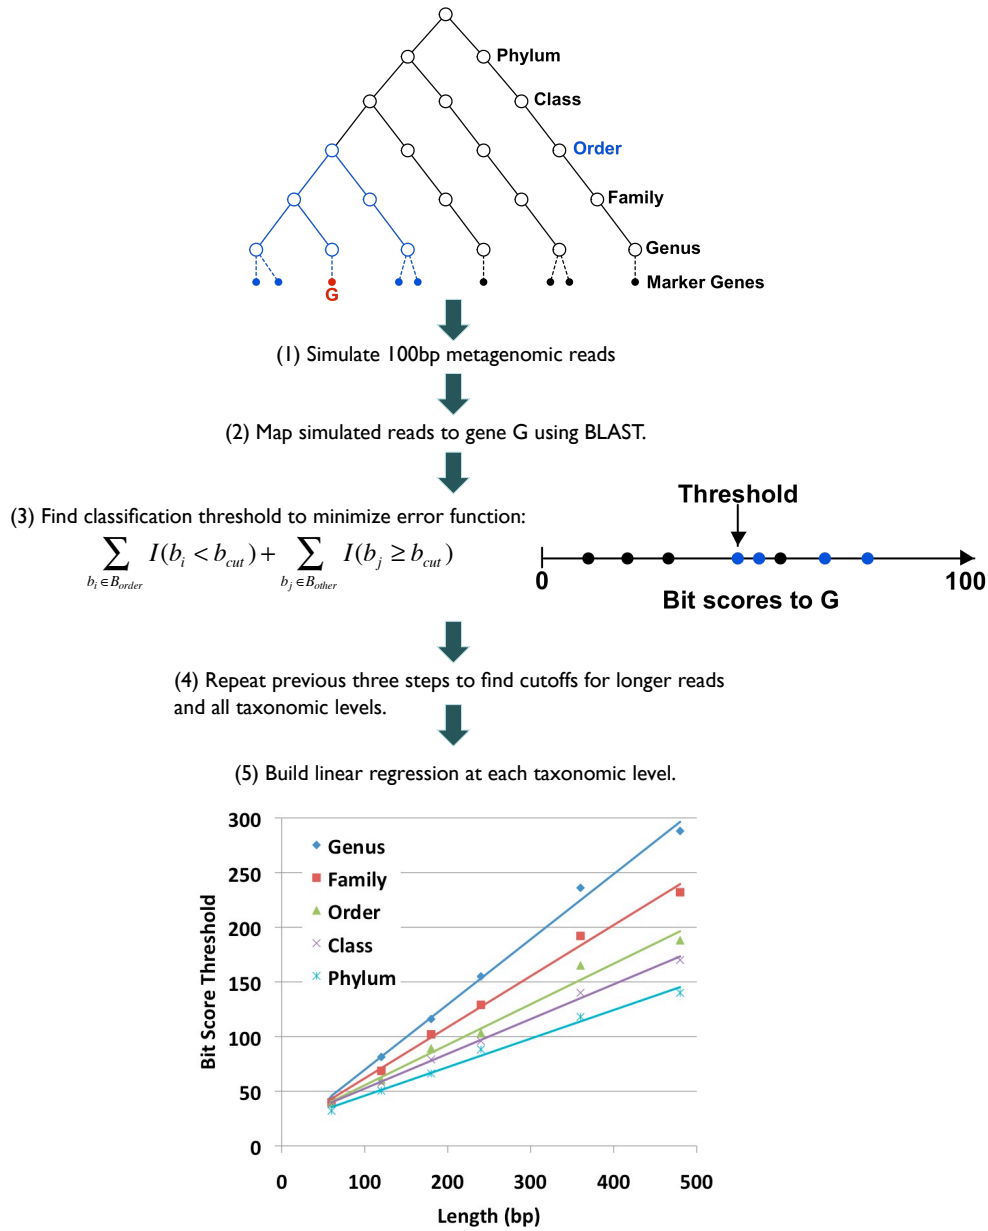 Phylum
Class
Order
Family
Genus
Marker Genes
G
(1) Simulate 100bp metagenomic reads
(2) Map simulated reads to gene G using BLAST.
(3) Find classification threshold to minimize error function:
∑ I(b_i < b_cut) + ∑ I(b_j ≥ b_cut)
b_i ∈ B_order b_j ∈ B_other
Threshold
0 100
Bit scores to G
(4) Repeat previous three steps to find cutoffs for longer reads
and all taxonomic levels.
(5) Build linear regression at each taxonomic level.
Bit Score Threshold
300
250
200
150
100
50
0
Genus
Family
Order
Class
Phylum
0 100 200 300 400 500
Length (bp)